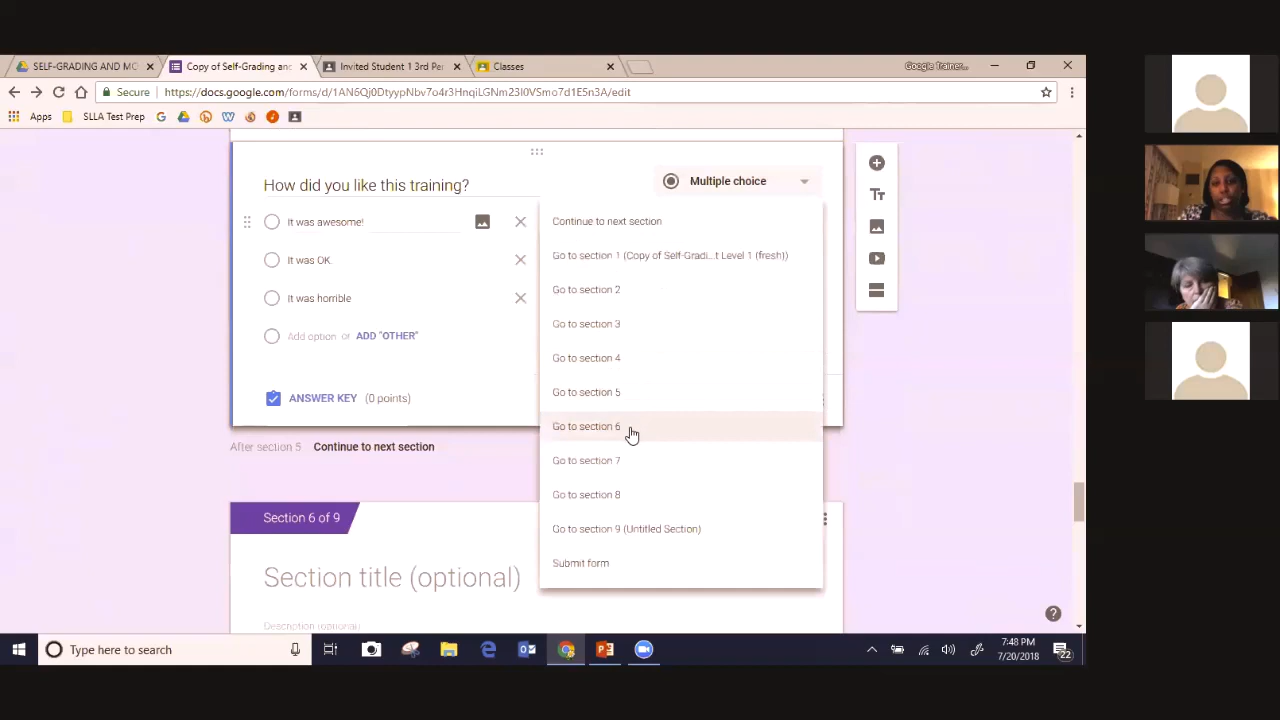 SELF-GRADING AND MC
Copy of Self-Grading and
Invited Student 1 3rd Per
Classes
Google Trainer...
Secure
https://docs.google.com/forms/d/1AN6Qj0DtyypNbv7o4r3HnqiLGNm23I0VSmo7d1E5n3A/edit
Apps
SLLA Test Prep
How did you like this training?
Multiple choice
It was awesome!
It was OK.
It was horrible
Add option or ADD "OTHER"
ANSWER KEY (0 points)
Continue to next section
Go to section 1 (Copy of Self-Gradi...t Level 1 (fresh))
Go to section 2
Go to section 3
Go to section 4
Go to section 5
Go to section 6
Go to section 7
Go to section 8
Go to section 9 (Untitled Section)
Submit form
After section 5 Continue to next section
Section 6 of 9
Section title (optional)
Description (optional)
Type here to search
7:48 PM
7/20/2018
22